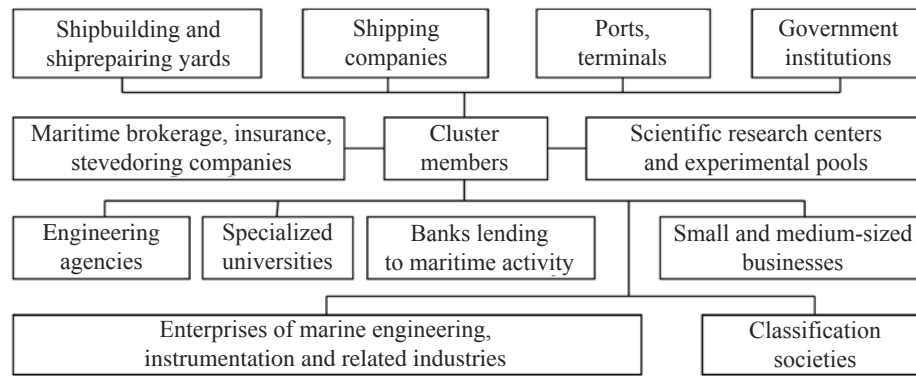 Shipbuilding and
shiprepairing yards
Shipping
companies
Ports,
terminals
Government
institutions
Maritime brokerage, insurance,
stevedoring companies
Cluster
members
Scientific research centers
and experimental pools
Engineering
agencies
Specialized
universities
Banks lending
to maritime activity
Small and medium-sized
businesses
Enterprises of marine engineering,
instrumentation and related industries
Classification
societies